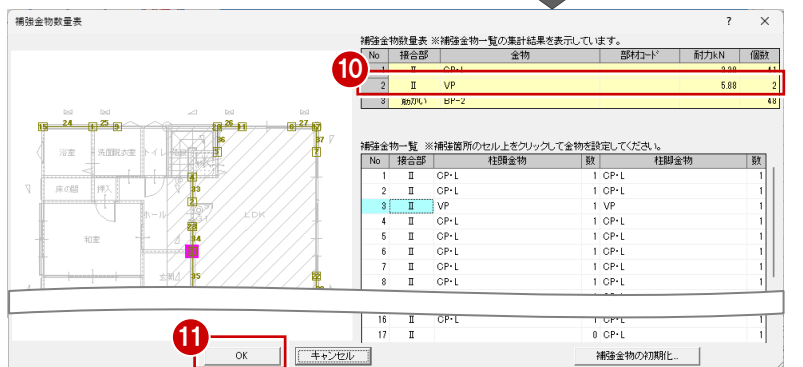 補強金物数量表
? ×
補強金物数量表 ※補強金物一覧の集計結果を表示しています。
No 接合部 金物 部材コード 耐力kN 個数
10
2 Ⅱ VP 5.88 2
3 筋かい BP-2 48
24 25 26 27
15 9 28 11 8 17
36 37
7
浴室 洗面脱衣室 トイレ
33
床の間 押入
2
ホール LDK
和室 34
玄関 35
22
補強金物一覧 ※補強箇所のセル上をクリックして金物を設定してください。
No 接合部 柱頭金物 数 柱脚金物 数
1 Ⅱ CP・L 1 CP・L 1
2 Ⅱ CP・L 1 CP・L 1
3 Ⅱ VP 1 VP 1
4 Ⅱ CP・L 1 CP・L 1
5 Ⅱ CP・L 1 CP・L 1
6 Ⅱ CP・L 1 CP・L 1
7 Ⅱ CP・L 1 CP・L 1
8 Ⅱ CP・L 1 CP・L 1
16 Ⅱ CP・L 1 CP・L 1
17 Ⅱ 0 CP・L 1
11
OK キャンセル 補強金物の初期化...